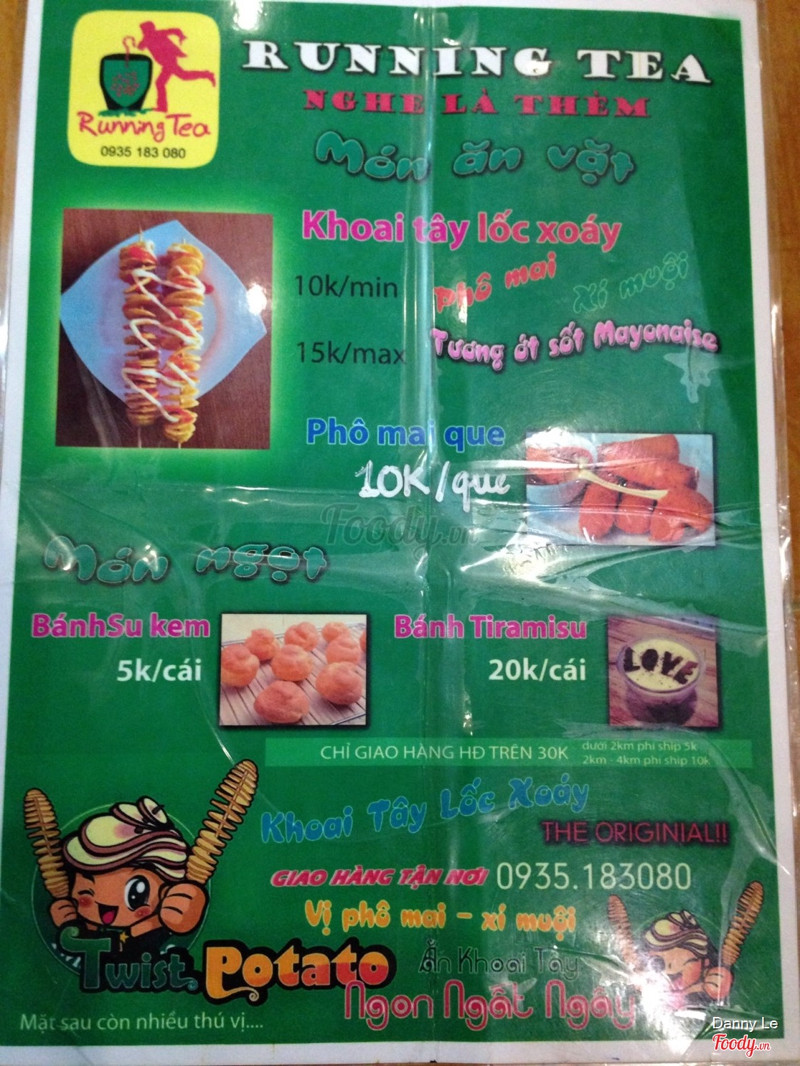 RUNNING TEA
NGHE LÀ THÈM
Running Tea
0935 183 080
Món ăn vặt
Khoai tây lốc xoáy
10k/min
phô mai
xí muội
15k/max
Tương ớt sốt Mayonaise
Phô mai que
10K/que
Foody.vn
Món ngọt
BánhSu kem
5k/cái
Bánh Tiramisu
20k/cái
LOVE
CHỈ GIAO HÀNG HĐ TRÊN 30K
dưới 2km phí ship 5k
2km - 4km phí ship 10k
Khoai Tây Lốc Xoáy
THE ORIGINIAL!!
GIAO HÀNG TẬN NƠI 0935.183080
Vị phô mai - xí muội
Twist Potato
Ăn Khoai Tây
Ngon Ngất Ngây
Mặt sau còn nhiều thú vị....
Danny Le
Foody.vn